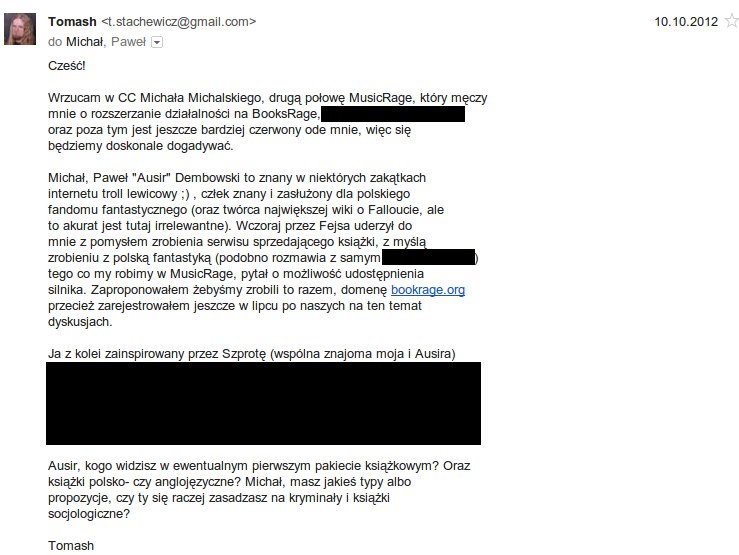 Tomash <t.stachewicz@gmail.com> 10.10.2012
do Michał, Paweł
Cześć!
Wrzucam w CC Michała Michalskiego, drugą połowę MusicRage, który męczy
mnie o rozszerzanie działalności na BooksRage,
oraz poza tym jest jeszcze bardziej czerwony ode mnie, więc się
będziemy doskonale dogadywać.
Michał, Paweł "Ausir" Dembowski to znany w niektórych zakątkach
internetu troll lewicowy ;) , człek znany i zasłużony dla polskiego
fandomu fantastycznego (oraz twórca największej wiki o Falloucie, ale
to akurat jest tutaj irrelewantne). Wczoraj przez Fejsa uderzył do
mnie z pomysłem zrobienia serwisu sprzedającego książki, z myślą
zrobieniu z polską fantastyką (podobno rozmawia z samym )
tego co my robimy w MusicRage, pytał o możliwość udostępnienia
silnika. Zaproponowałem żebyśmy zrobili to razem, domenę bookrage.org
przecież zarejestrowałem jeszcze w lipcu po naszych na ten temat
dyskusjach.
Ja z kolei zainspirowany przez Szprotę (wspólna znajoma moja i Ausira)
Ausir, kogo widzisz w ewentualnym pierwszym pakiecie książkowym? Oraz
książki polsko- czy anglojęzyczne? Michał, masz jakieś typy albo
propozycje, czy ty się raczej zasadzasz na kryminały i książki
socjologiczne?
Tomash